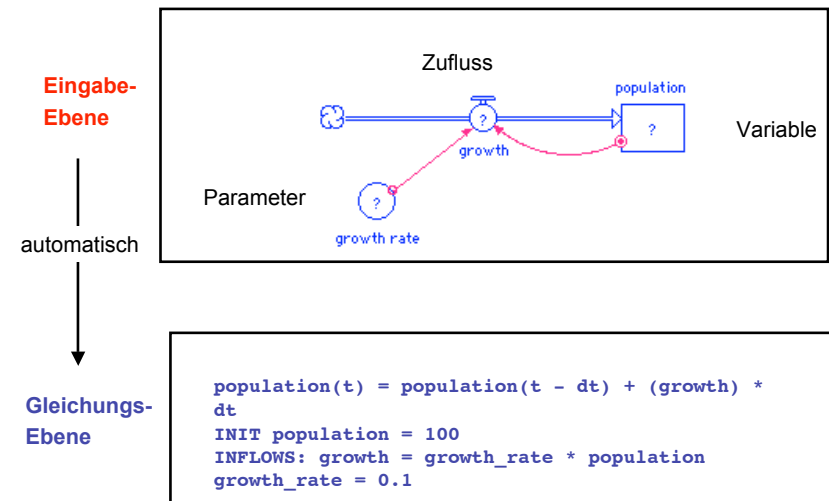 Zufluss
Eingabe-
Ebene
population
?
?
Variable
growth
Parameter
?
growth rate
automatisch
population(t) = population(t - dt) + (growth) *
dt
Gleichungs-
Ebene
INIT population = 100
INFLOWS: growth = growth_rate * population
growth_rate = 0.1